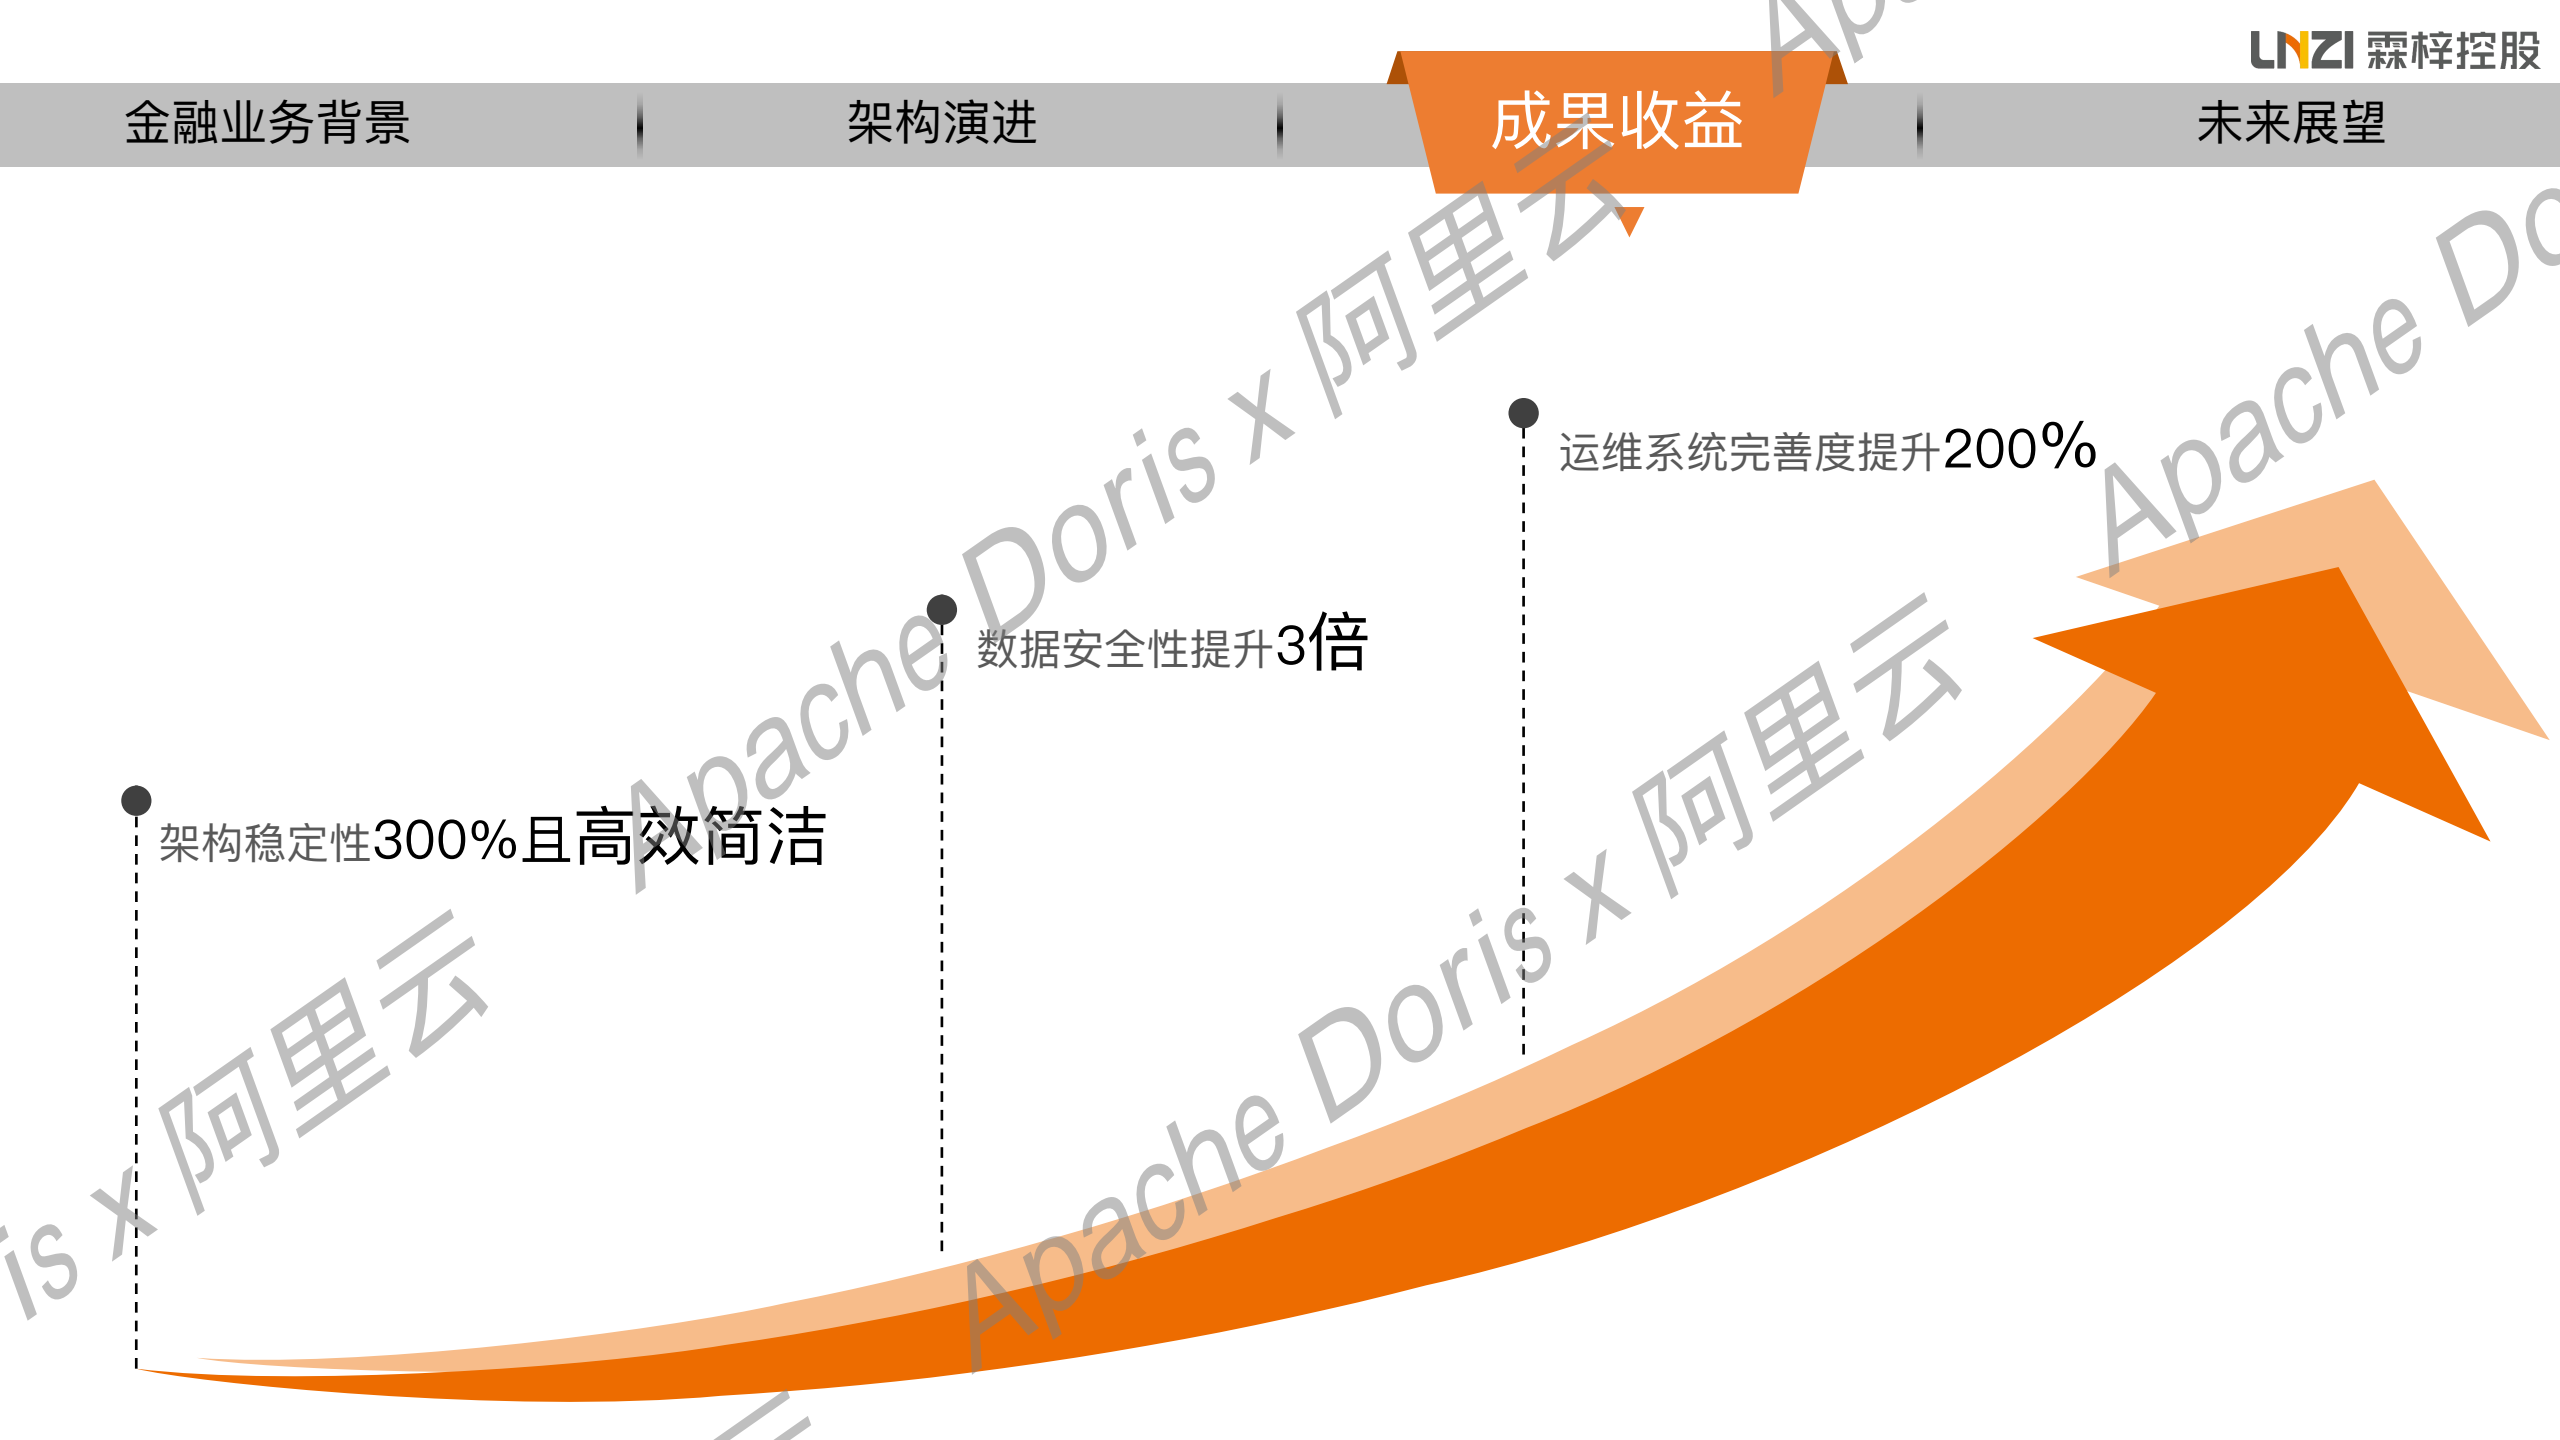 LNZI 霖梓控股
金融业务背景 架构演进 成果收益 未来展望
运维系统完善度提升200%
数据安全性提升3倍
架构稳定性300%且高效简洁
Apache Doris x 阿里云
Apache Doris x 阿里云
is x 阿里云
Apache Do
Ap
云